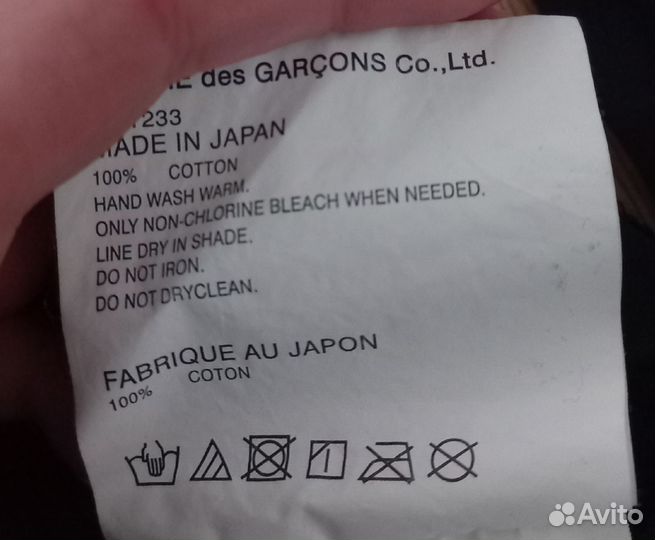 des GARÇONS Co.,Ltd.
233
MADE IN JAPAN
100% COTTON
HAND WASH WARM.
ONLY NON-CHLORINE BLEACH WHEN NEEDED.
LINE DRY IN SHADE.
DO NOT IRON.
DO NOT DRYCLEAN.
FABRIQUE AU JAPON
100% COTON
Avito